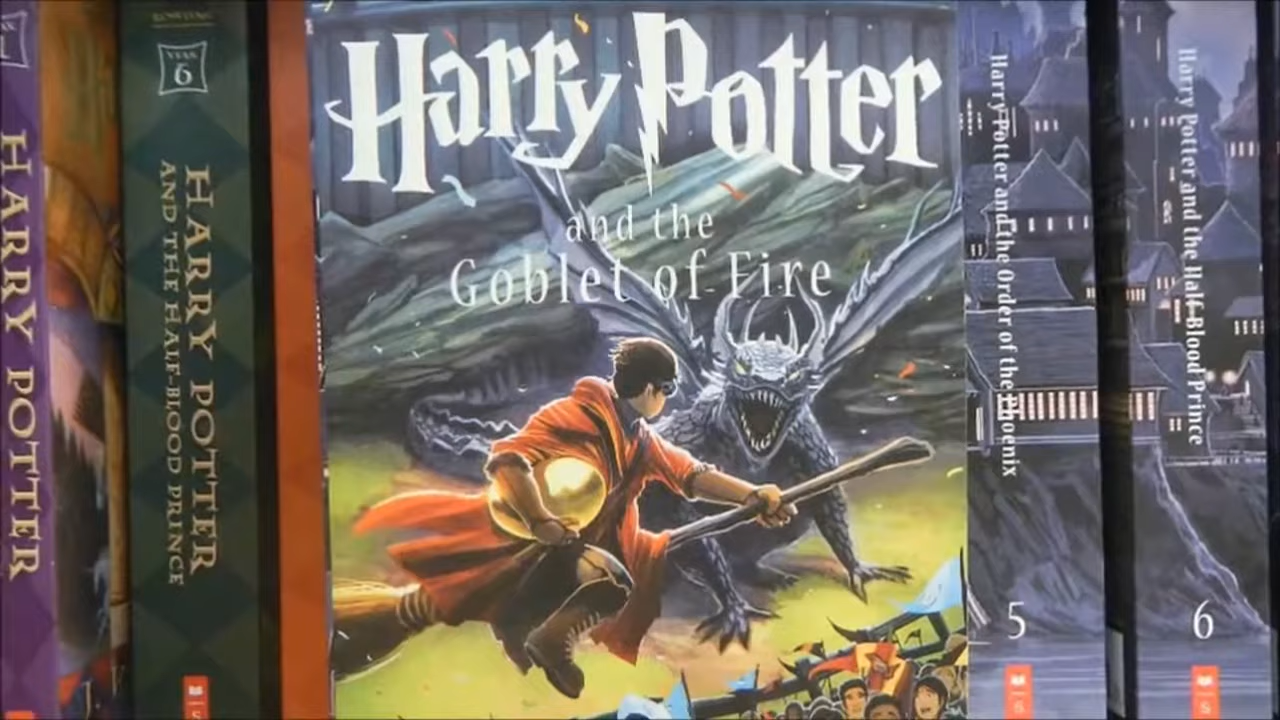 HARRY POTTER
ROWLING
YEAR
6
HARRY POTTER
AND THE HALF-BLOOD PRINCE
S
Harry Potter
and the
Goblet of Fire
Harry Potter and the Order of the Phoenix
5
S
Harry Potter and the Half-Blood Prince
6
S